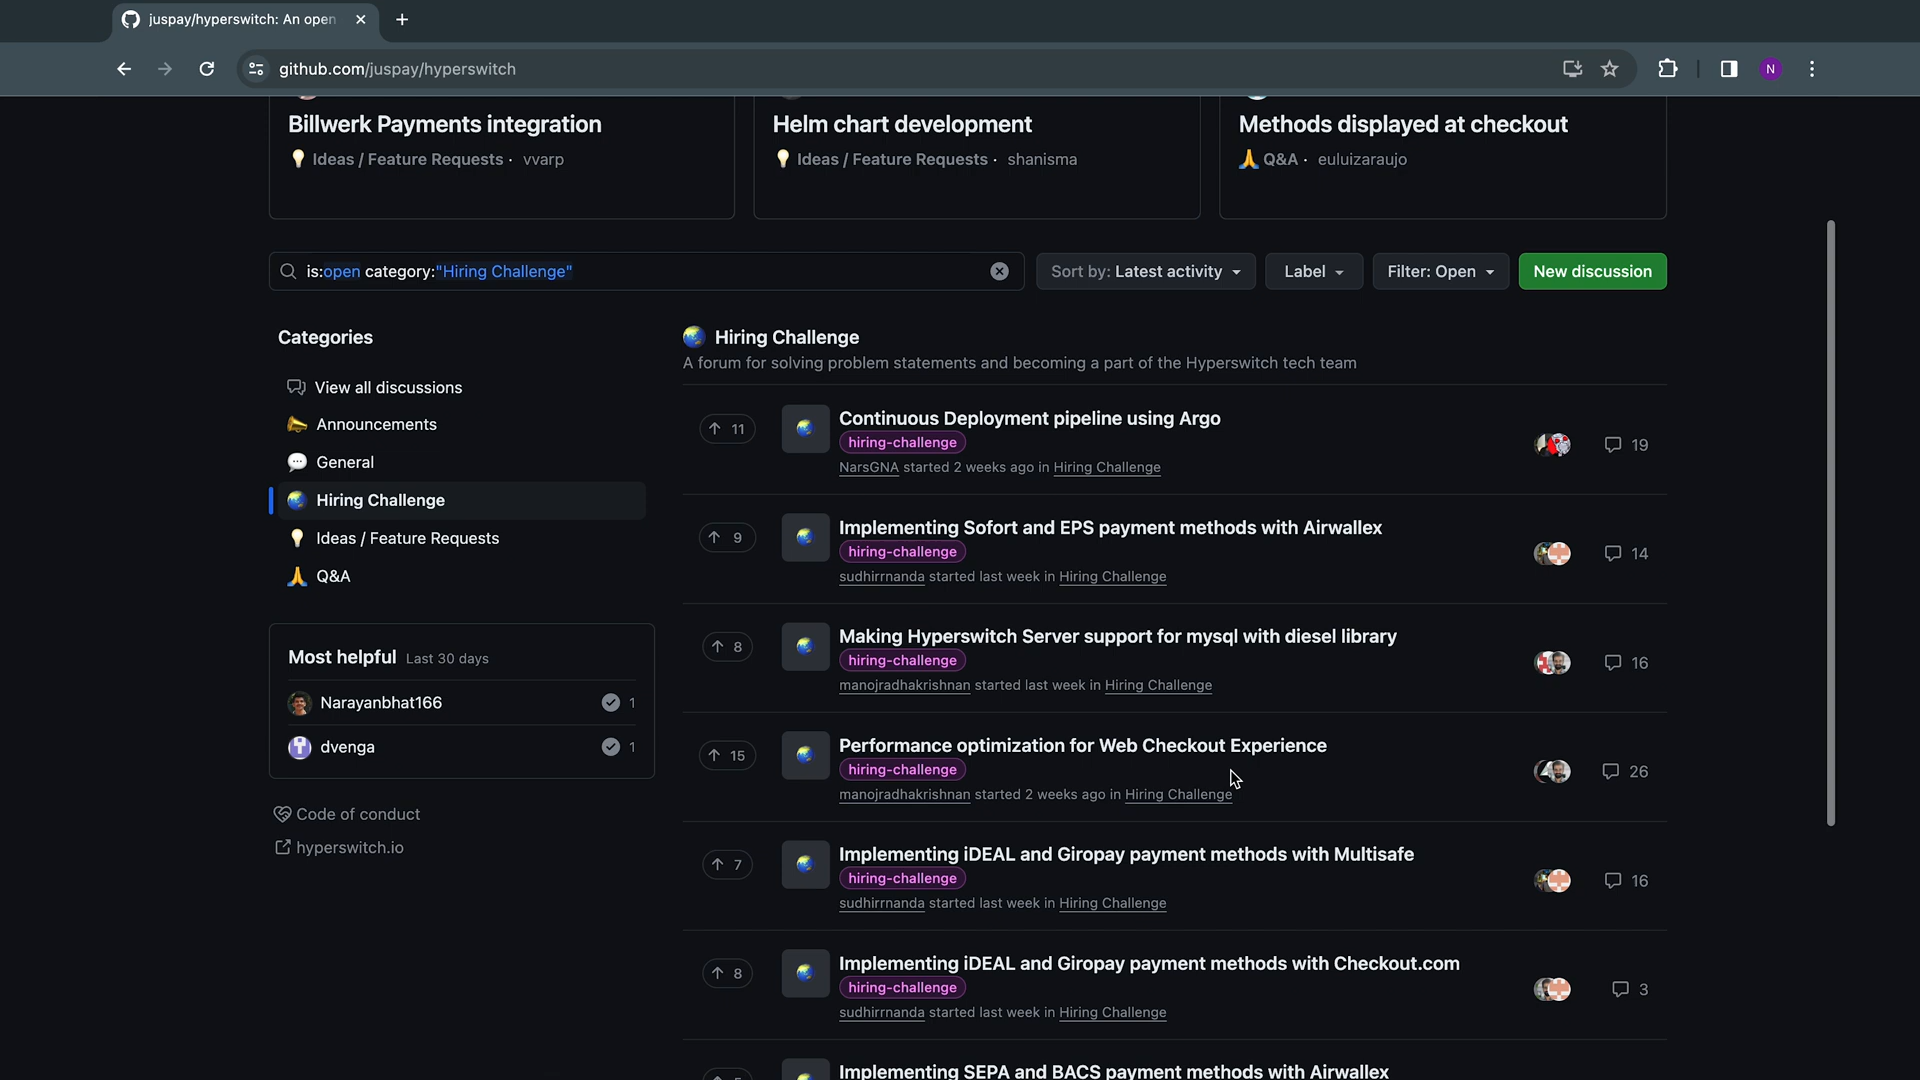 juspay/hyperswitch: An open
github.com/juspay/hyperswitch
N
Billwerk Payments integration
Ideas / Feature Requests · vvarp
Helm chart development
Ideas / Feature Requests · shanisma
Methods displayed at checkout
Q&A · euluizaraujo
is:open category:"Hiring Challenge"
Sort by: Latest activity
Label
Filter: Open
New discussion
Categories
View all discussions
Announcements
General
Hiring Challenge
Ideas / Feature Requests
Q&A
Most helpful Last 30 days
Narayanbhat166 1
dvenga 1
Code of conduct
hyperswitch.io
Hiring Challenge
A forum for solving problem statements and becoming a part of the Hyperswitch tech team
11
Continuous Deployment pipeline using Argo
hiring-challenge
NarsGNA started 2 weeks ago in Hiring Challenge
19
9
Implementing Sofort and EPS payment methods with Airwallex
hiring-challenge
sudhirrnanda started last week in Hiring Challenge
14
8
Making Hyperswitch Server support for mysql with diesel library
hiring-challenge
manojradhakrishnan started last week in Hiring Challenge
16
15
Performance optimization for Web Checkout Experience
hiring-challenge
manojradhakrishnan started 2 weeks ago in Hiring Challenge
26
7
Implementing iDEAL and Giropay payment methods with Multisafe
hiring-challenge
sudhirrnanda started last week in Hiring Challenge
16
8
Implementing iDEAL and Giropay payment methods with Checkout.com
hiring-challenge
sudhirrnanda started last week in Hiring Challenge
3
Implementing SEPA and BACS payment methods with Airwallex